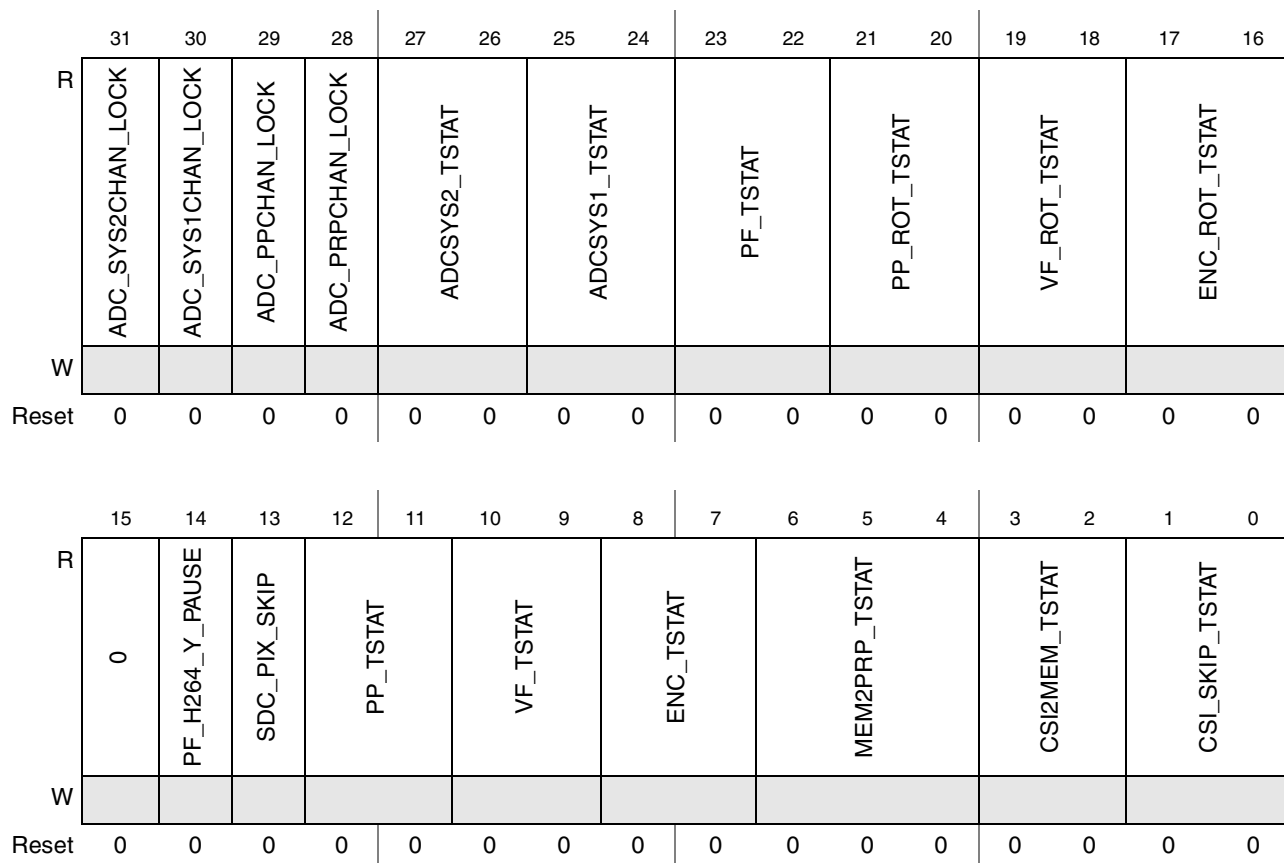 31 30 29 28 27 26 25 24 23 22 21 20 19 18 17 16
R ADC_SYS2CHAN_LOCK ADC_SYS1CHAN_LOCK ADC_PPCHAN_LOCK ADC_PRPCHAN_LOCK ADCSYS2_TSTAT ADCSYS1_TSTAT PF_TSTAT PP_ROT_TSTAT VF_ROT_TSTAT ENC_ROT_TSTAT
W
Reset 0 0 0 0 0 0 0 0 0 0 0 0 0 0 0 0
15 14 13 12 11 10 9 8 7 6 5 4 3 2 1 0
R 0 PF_H264_Y_PAUSE SDC_PIX_SKIP PP_TSTAT VF_TSTAT ENC_TSTAT MEM2PRP_TSTAT CSI2MEM_TSTAT CSI_SKIP_TSTAT
W
Reset 0 0 0 0 0 0 0 0 0 0 0 0 0 0 0 0